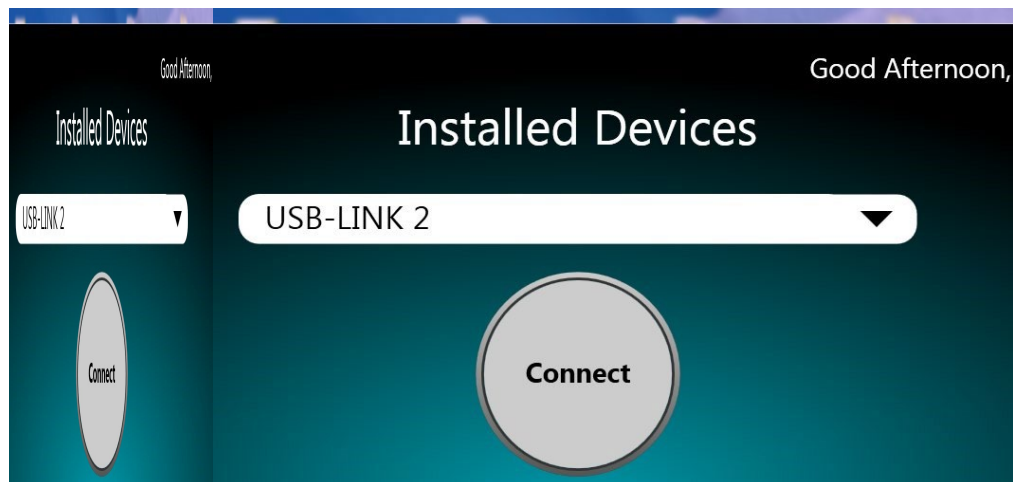 Good Afternoon,
Installed Devices
USB-LINK 2
Connect
Good Afternoon,
Installed Devices
USB-LINK 2
Connect